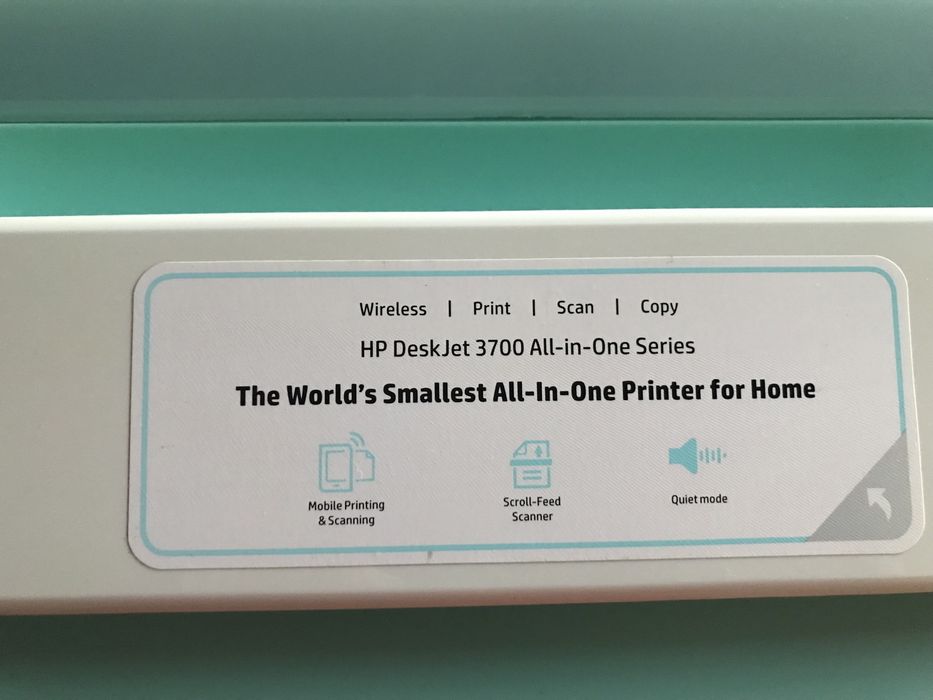 Wireless | Print | Scan | Copy
HP DeskJet 3700 All-in-One Series
The World's Smallest All-In-One Printer for Home
Mobile Printing
& Scanning
Scroll-Feed
Scanner
Quiet mode